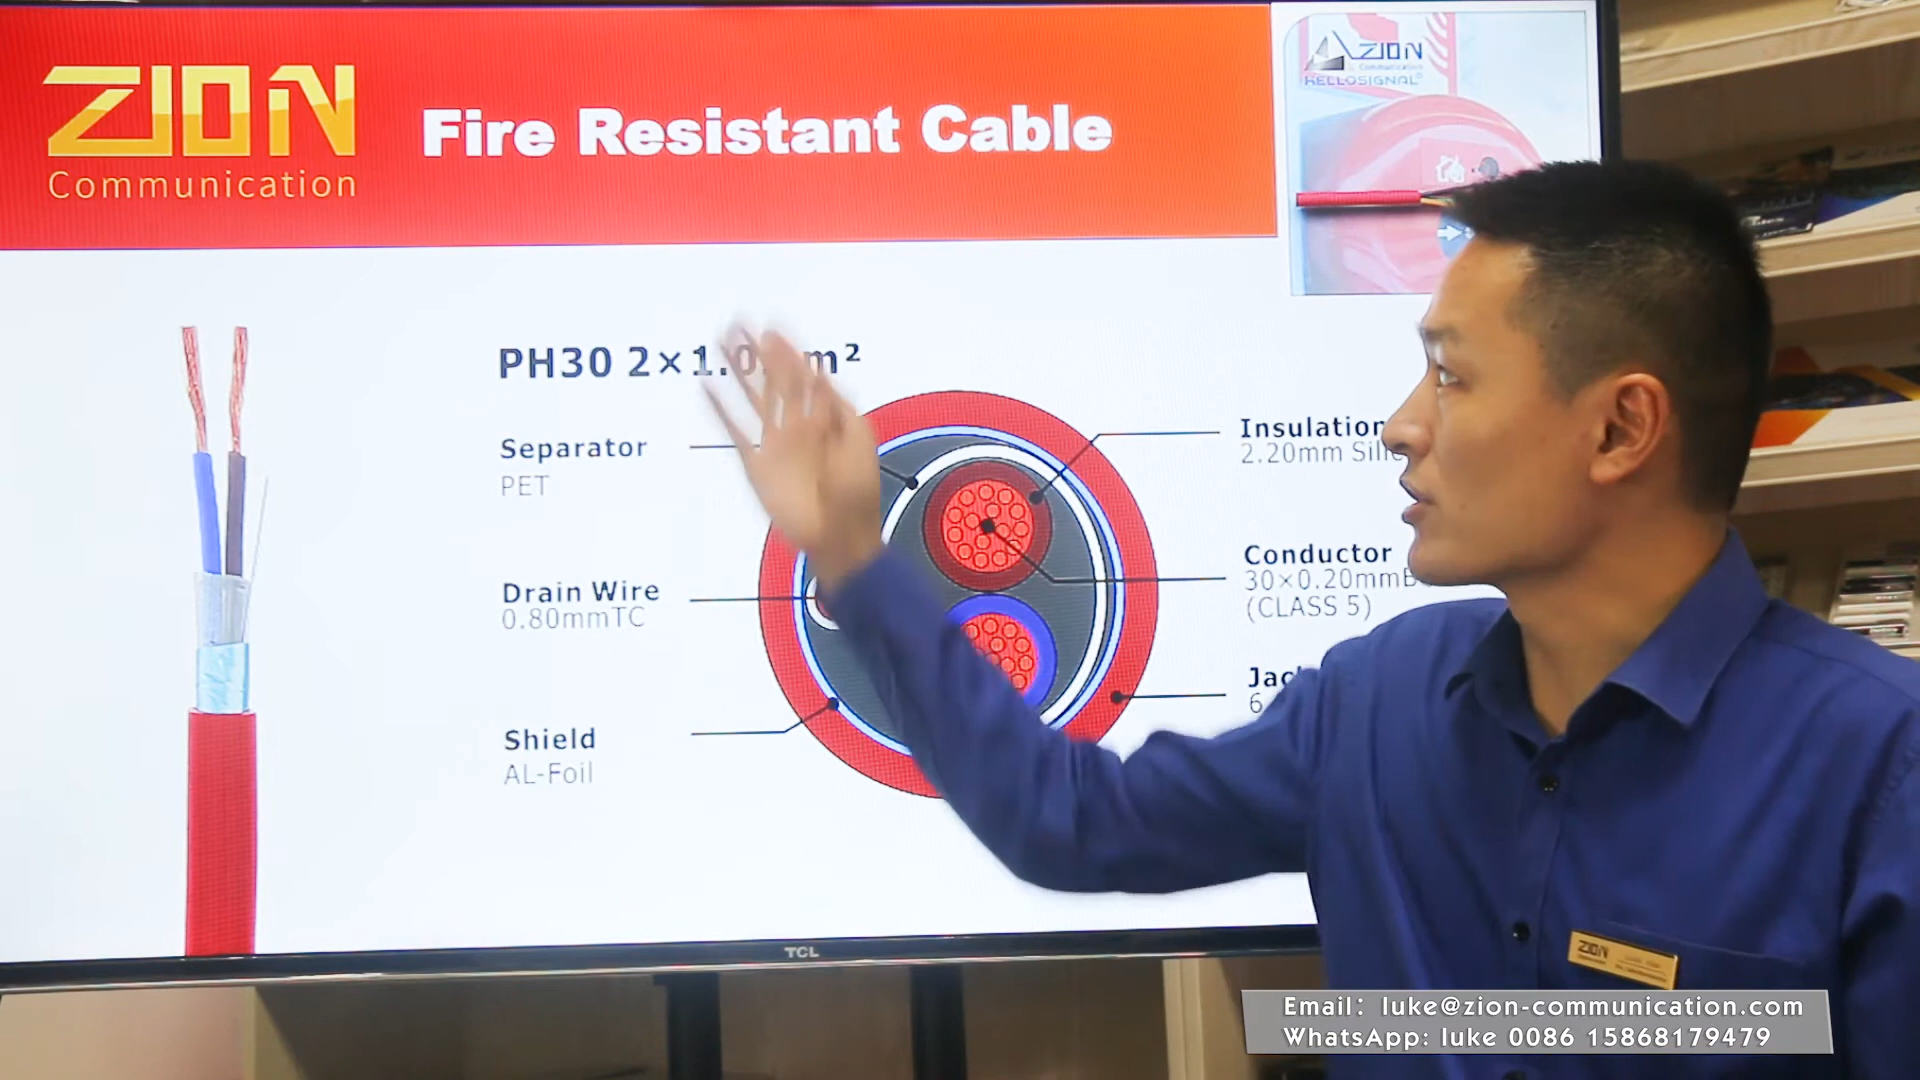 ZION
Communication
Fire Resistant Cable
ZION
Communication
HELLOSIGNAL®
PH30 2×1.0 m²
Separator
PET
Drain Wire
0.80mmTC
Shield
AL-Foil
Insulation
2.20mm
Conductor
30×0.20mm
(CLASS 5)
6
TCL
ZION
Email: luke@zion-communication.com
WhatsApp: luke 0086 15868179479